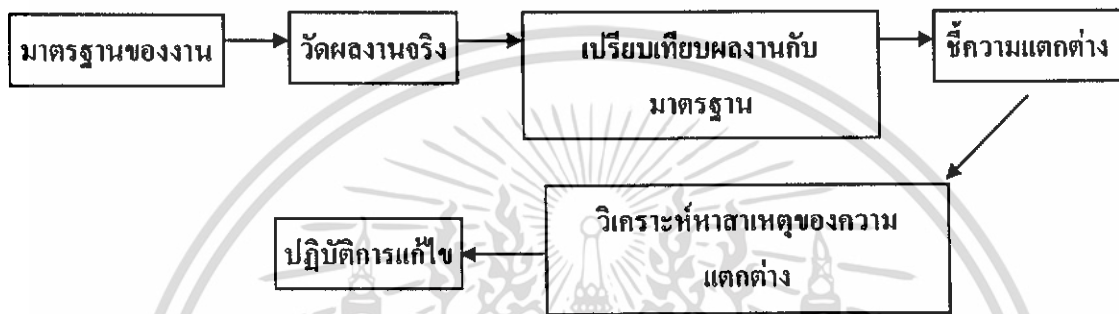 มาตรฐานของงาน
วัดผลงานจริง
เปรียบเทียบผลงานกับ
มาตรฐาน
ชี้ความแตกต่าง
วิเคราะห์หาสาเหตุของความ
แตกต่าง
ปฏิบัติการแก้ไข